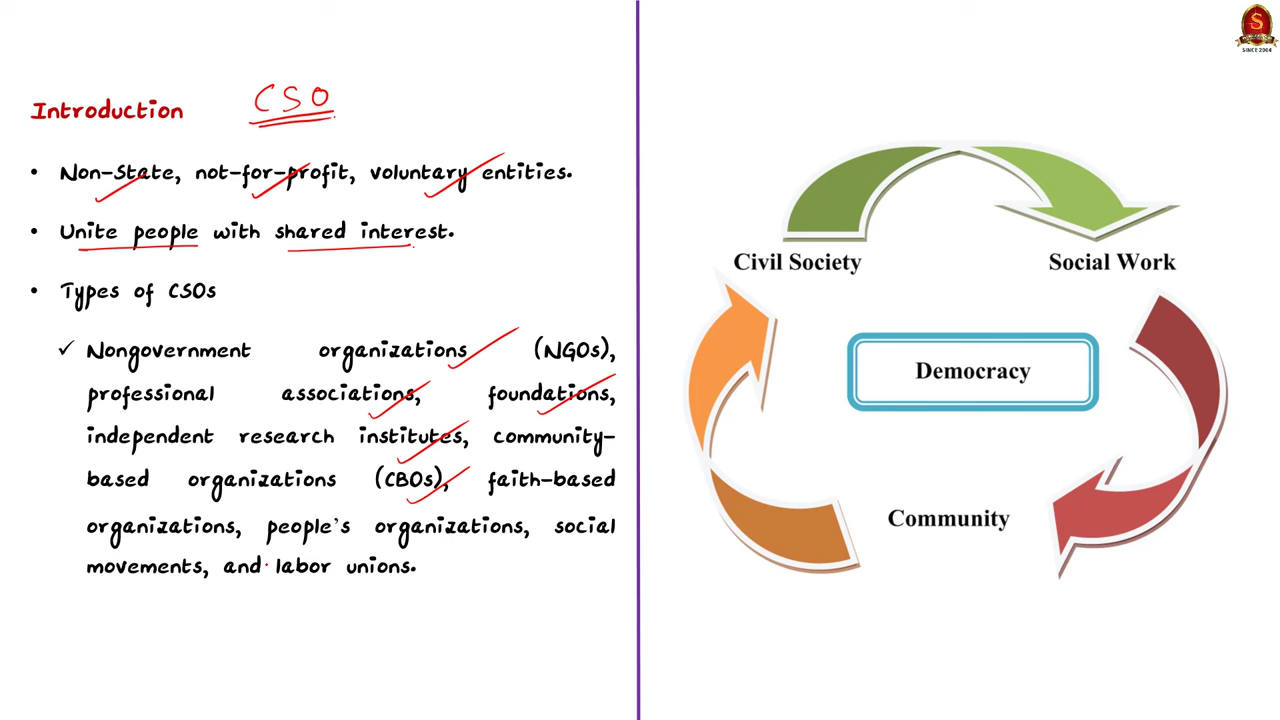 Introduction CSO
• Non-State, not-for-profit, voluntary entities.
• Unite people with shared interest.
• Types of CSOs
✓ Nongovernment organizations (NGOs),
professional associations, foundations,
independent research institutes, community-
based organizations (CBOs), faith-based
organizations, people's organizations, social
movements, and labor unions.
Civil Society
Social Work
Democracy
Community
S
SINCE 2004